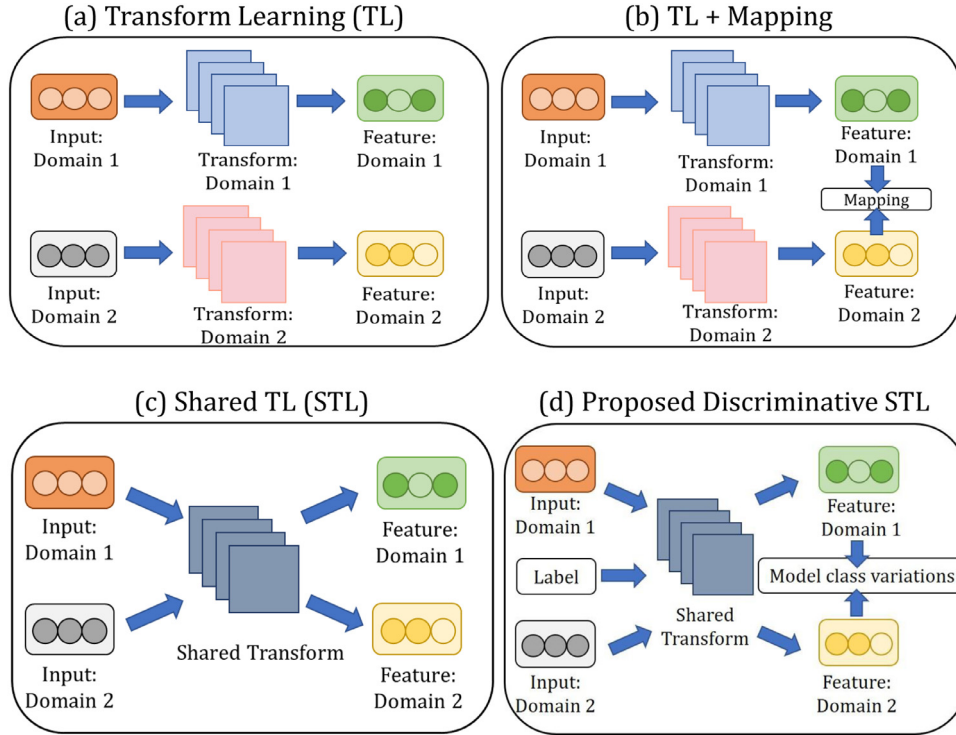 (a) Transform Learning (TL)
Input:
Domain 1
Transform:
Domain 1
Feature:
Domain 1
Input:
Domain 2
Transform:
Domain 2
Feature:
Domain 2
(b) TL + Mapping
Input:
Domain 1
Transform:
Domain 1
Feature:
Domain 1
Mapping
Input:
Domain 2
Transform:
Domain 2
Feature:
Domain 2
(c) Shared TL (STL)
Input:
Domain 1
Feature:
Domain 1
Shared Transform
Input:
Domain 2
Feature:
Domain 2
(d) Proposed Discriminative STL
Input:
Domain 1
Feature:
Domain 1
Label
Model class variations
Shared
Transform
Input:
Domain 2
Feature:
Domain 2